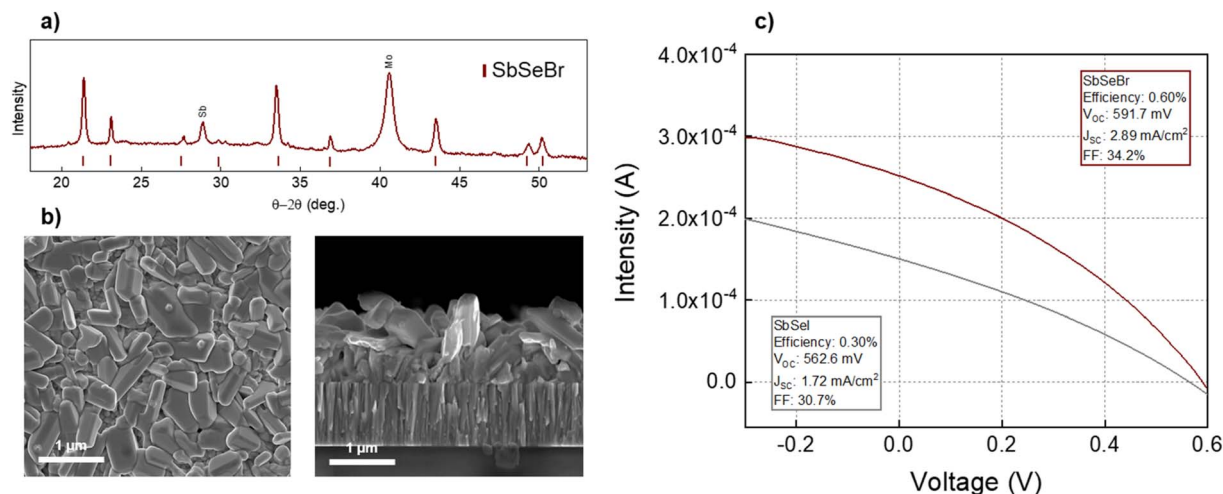 a)
Intensity
Sb
Mo
SbSeBr
20 25 30 35 40 45 50
θ–2θ (deg.)
b)
1 μm
1 μm
c)
Intensity (A)
4.0x10⁻⁴
3.0x10⁻⁴
2.0x10⁻⁴
1.0x10⁻⁴
0.0
SbSeBr
Efficiency: 0.60%
V_OC: 591.7 mV
J_SC: 2.89 mA/cm²
FF: 34.2%
SbSeI
Efficiency: 0.30%
V_OC: 562.6 mV
J_SC: 1.72 mA/cm²
FF: 30.7%
-0.2 0.0 0.2 0.4 0.6
Voltage (V)